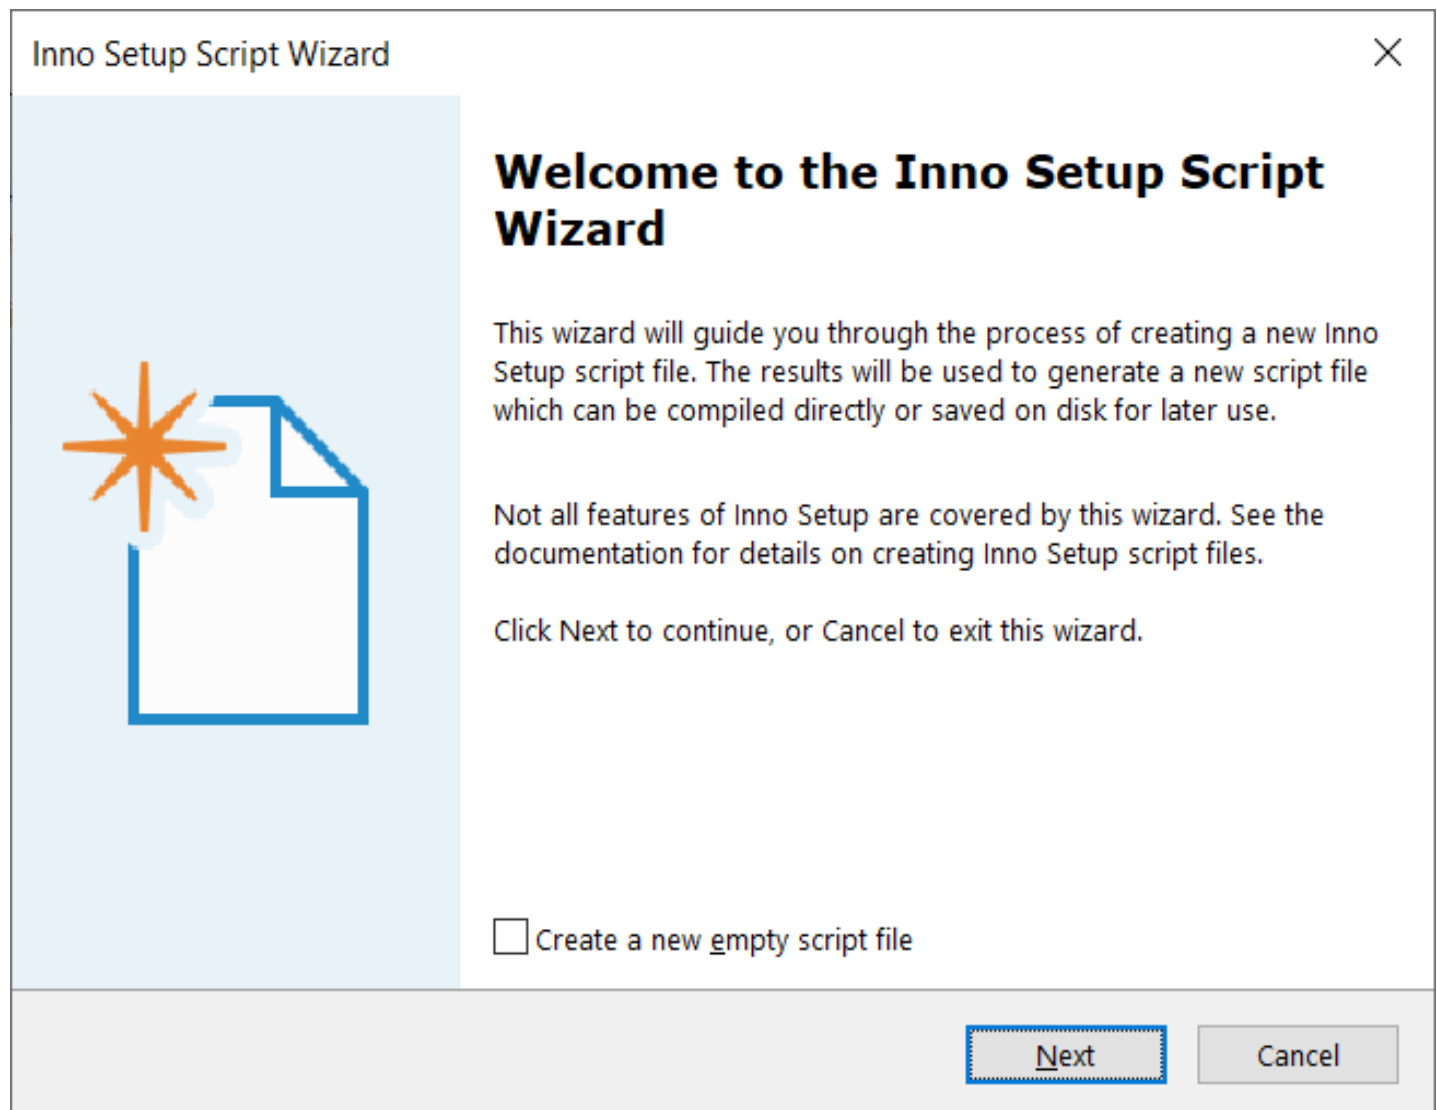 Inno Setup Script Wizard
Welcome to the Inno Setup Script
Wizard
This wizard will guide you through the process of creating a new Inno
Setup script file. The results will be used to generate a new script file
which can be compiled directly or saved on disk for later use.
Not all features of Inno Setup are covered by this wizard. See the
documentation for details on creating Inno Setup script files.
Click Next to continue, or Cancel to exit this wizard.
Create a new empty script file
Next
Cancel